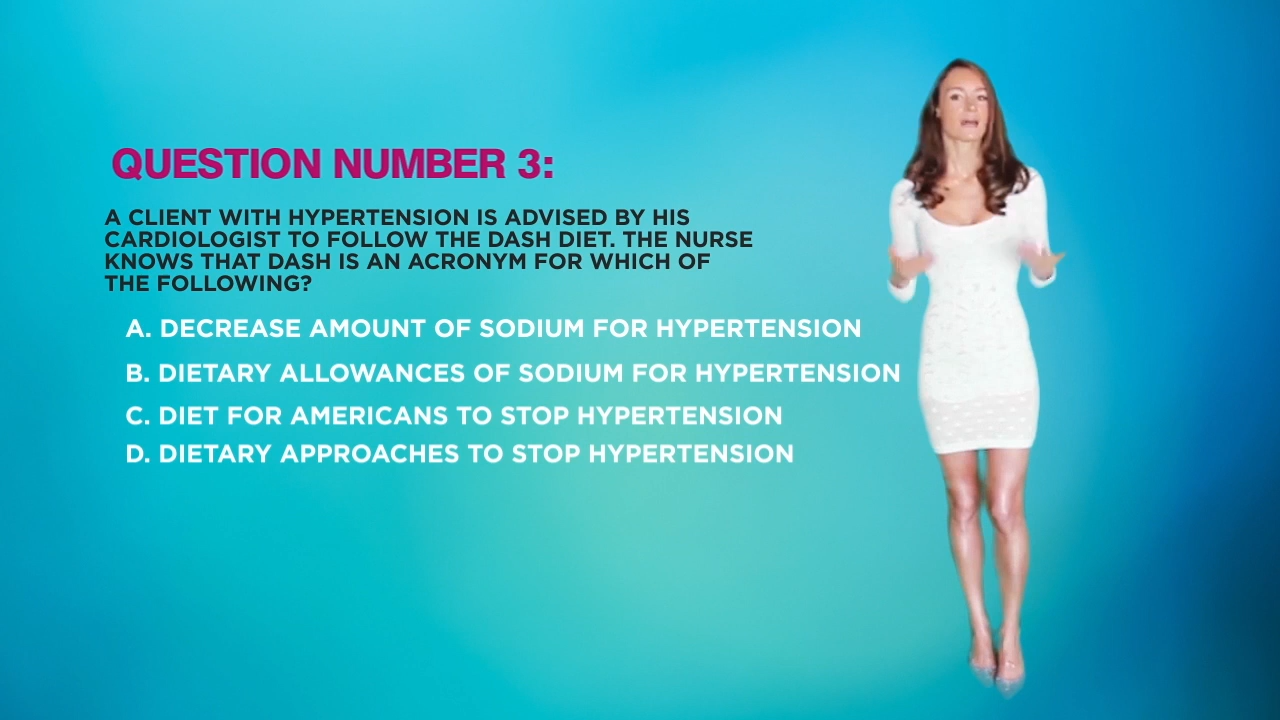 QUESTION NUMBER 3:
A CLIENT WITH HYPERTENSION IS ADVISED BY HIS
CARDIOLOGIST TO FOLLOW THE DASH DIET. THE NURSE
KNOWS THAT DASH IS AN ACRONYM FOR WHICH OF
THE FOLLOWING?
A. DECREASE AMOUNT OF SODIUM FOR HYPERTENSION
B. DIETARY ALLOWANCES OF SODIUM FOR HYPERTENSION
C. DIET FOR AMERICANS TO STOP HYPERTENSION
D. DIETARY APPROACHES TO STOP HYPERTENSION